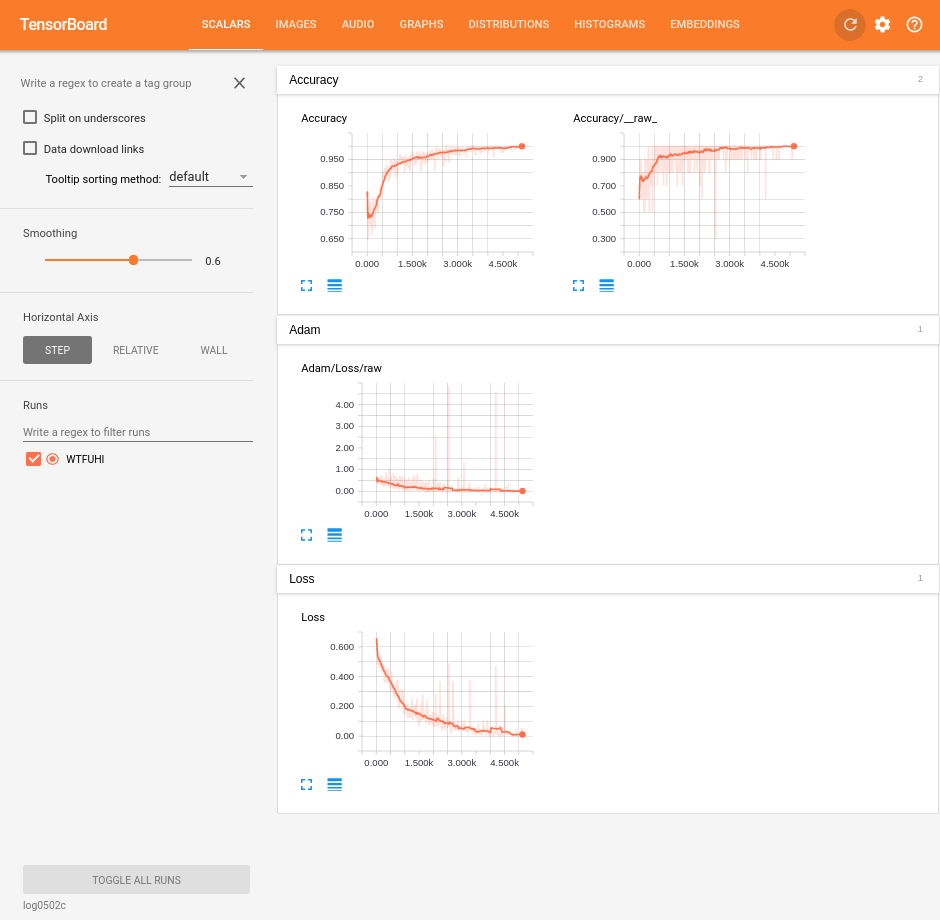 TensorBoard
SCALARS IMAGES AUDIO GRAPHS DISTRIBUTIONS HISTOGRAMS EMBEDDINGS
Write a regex to create a tag group
Split on underscores
Data download links
Tooltip sorting method: default
Smoothing
0.6
Horizontal Axis
STEP RELATIVE WALL
Runs
Write a regex to filter runs
WTFUHI
TOGGLE ALL RUNS
log0502c
Accuracy 2
Accuracy
0.950
0.850
0.750
0.650
0.000 1.500k 3.000k 4.500k
Accuracy/__raw_
0.900
0.700
0.500
0.300
0.000 1.500k 3.000k 4.500k
Adam 1
Adam/Loss/raw
4.00
3.00
2.00
1.00
0.00
0.000 1.500k 3.000k 4.500k
Loss 1
Loss
0.600
0.400
0.200
0.00
0.000 1.500k 3.000k 4.500k